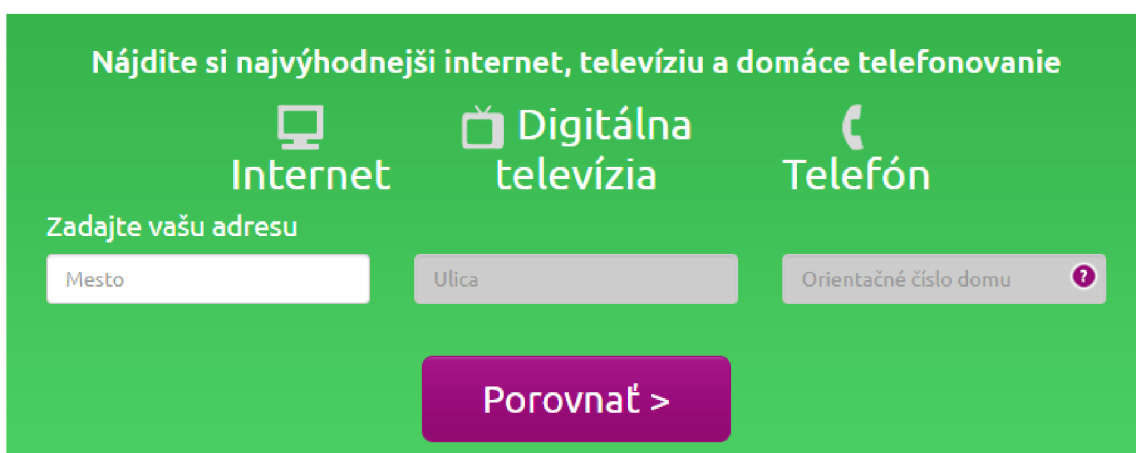 Nájdite si najvýhodnejši internet, televíziu a domáce telefonovanie
Internet
Digitálna
televízia
Telefón
Zadajte vašu adresu
Mesto
Ulica
Orientačné číslo domu ?
Porovnať >